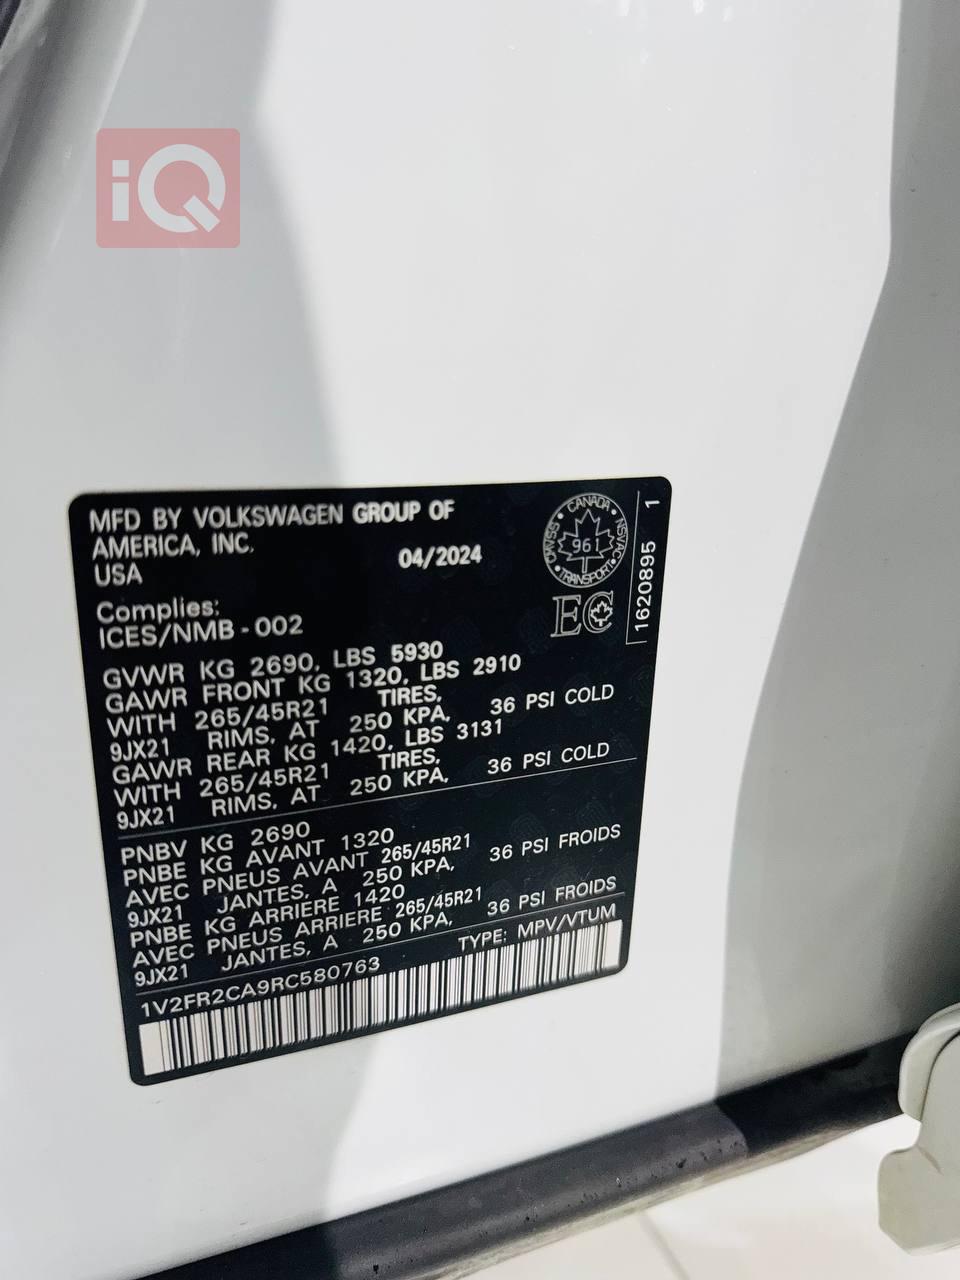 iQ
MFD BY VOLKSWAGEN GROUP OF
AMERICA, INC.
USA
04/2024
CANADA
CMVSS
NSVAC
961
TRANSPORT
EC
1620895 1
Complies:
ICES/NMB-002
GVWR KG 2690, LBS 5930
GAWR FRONT KG 1320, LBS 2910
WITH 265/45R21 TIRES,
9JX21 RIMS, AT 250 KPA, 36 PSI COLD
GAWR REAR KG 1420, LBS 3131
WITH 265/45R21 TIRES,
9JX21 RIMS, AT 250 KPA, 36 PSI COLD
PNBV KG 2690
PNBE KG AVANT 1320
AVEC PNEUS AVANT 265/45R21
9JX21 JANTES, A 250 KPA, 36 PSI FROIDS
PNBE KG ARRIERE 1420
AVEC PNEUS ARRIERE 265/45R21
9JX21 JANTES, A 250 KPA, 36 PSI FROIDS
1V2FR2CA9RC580763 TYPE: MPV/VTUM